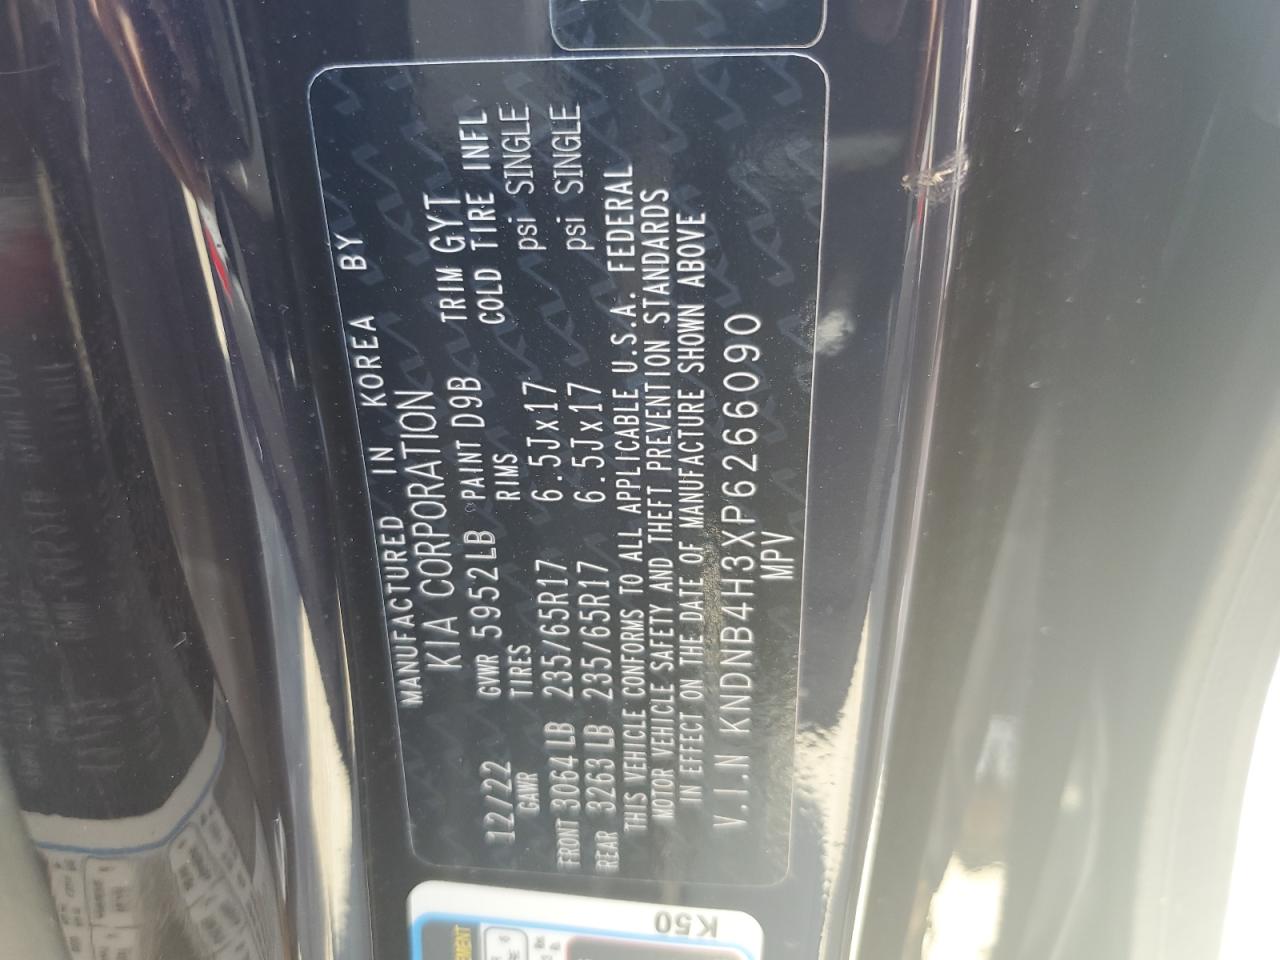 MANUFACTURED IN KOREA BY
KIA CORPORATION
12/22 GVWR 5952LB PAINT D9B TRIM GYT
GAWR TIRES RIMS COLD TIRE INFL
FRONT 3064LB 235/65R17 6.5Jx17 psi SINGLE
REAR 3263LB 235/65R17 6.5Jx17 psi SINGLE
THIS VEHICLE CONFORMS TO ALL APPLICABLE U.S.A. FEDERAL
MOTOR VEHICLE SAFETY AND THEFT PREVENTION STANDARDS
IN EFFECT ON THE DATE OF MANUFACTURE SHOWN ABOVE
V.I.N KNDNB4H3XP6266090
MPV
K50